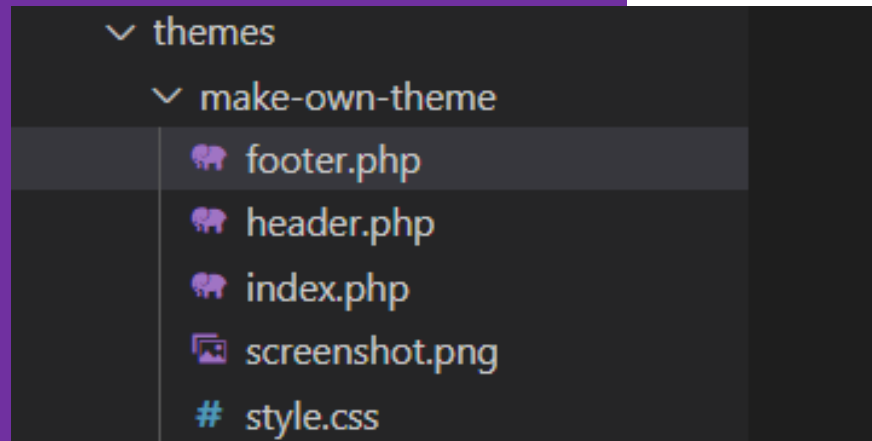 themes
make-own-theme
footer.php
header.php
index.php
screenshot.png
# style.css